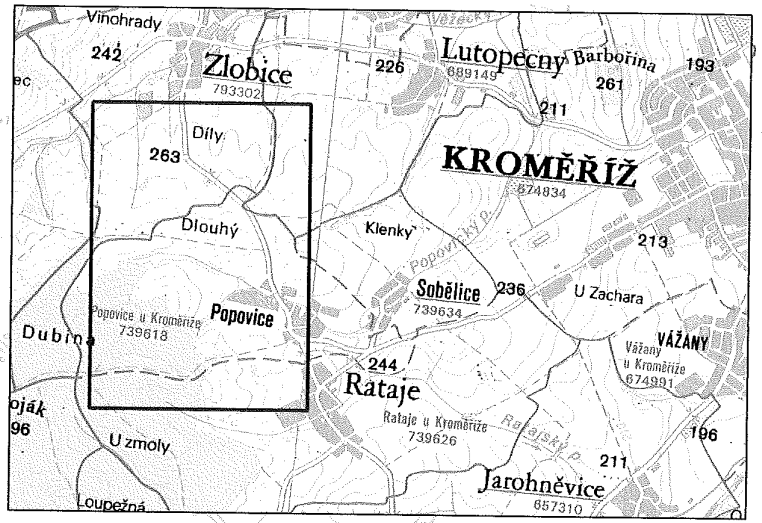 Vinohrady
Věžecký
242
Zlobice
793302
226
Lutopecny
689149
Barbořina
261
193
ec
211
Díly
263
KROMĚŘÍŽ
674834
Dlouhý
Klenky
Popovický p.
213
Popovice u Kroměříže
739618
Popovice
Sobělice
739634
236
U Zachara
Dubina
VÁŽANY
Vážany
u Kroměříže
674991
244
Rataje
Rataje u Kroměříže
739626
oják
96
U zmoly
Ratajský p.
196
211
Jarohněvice
657310
Loupežná